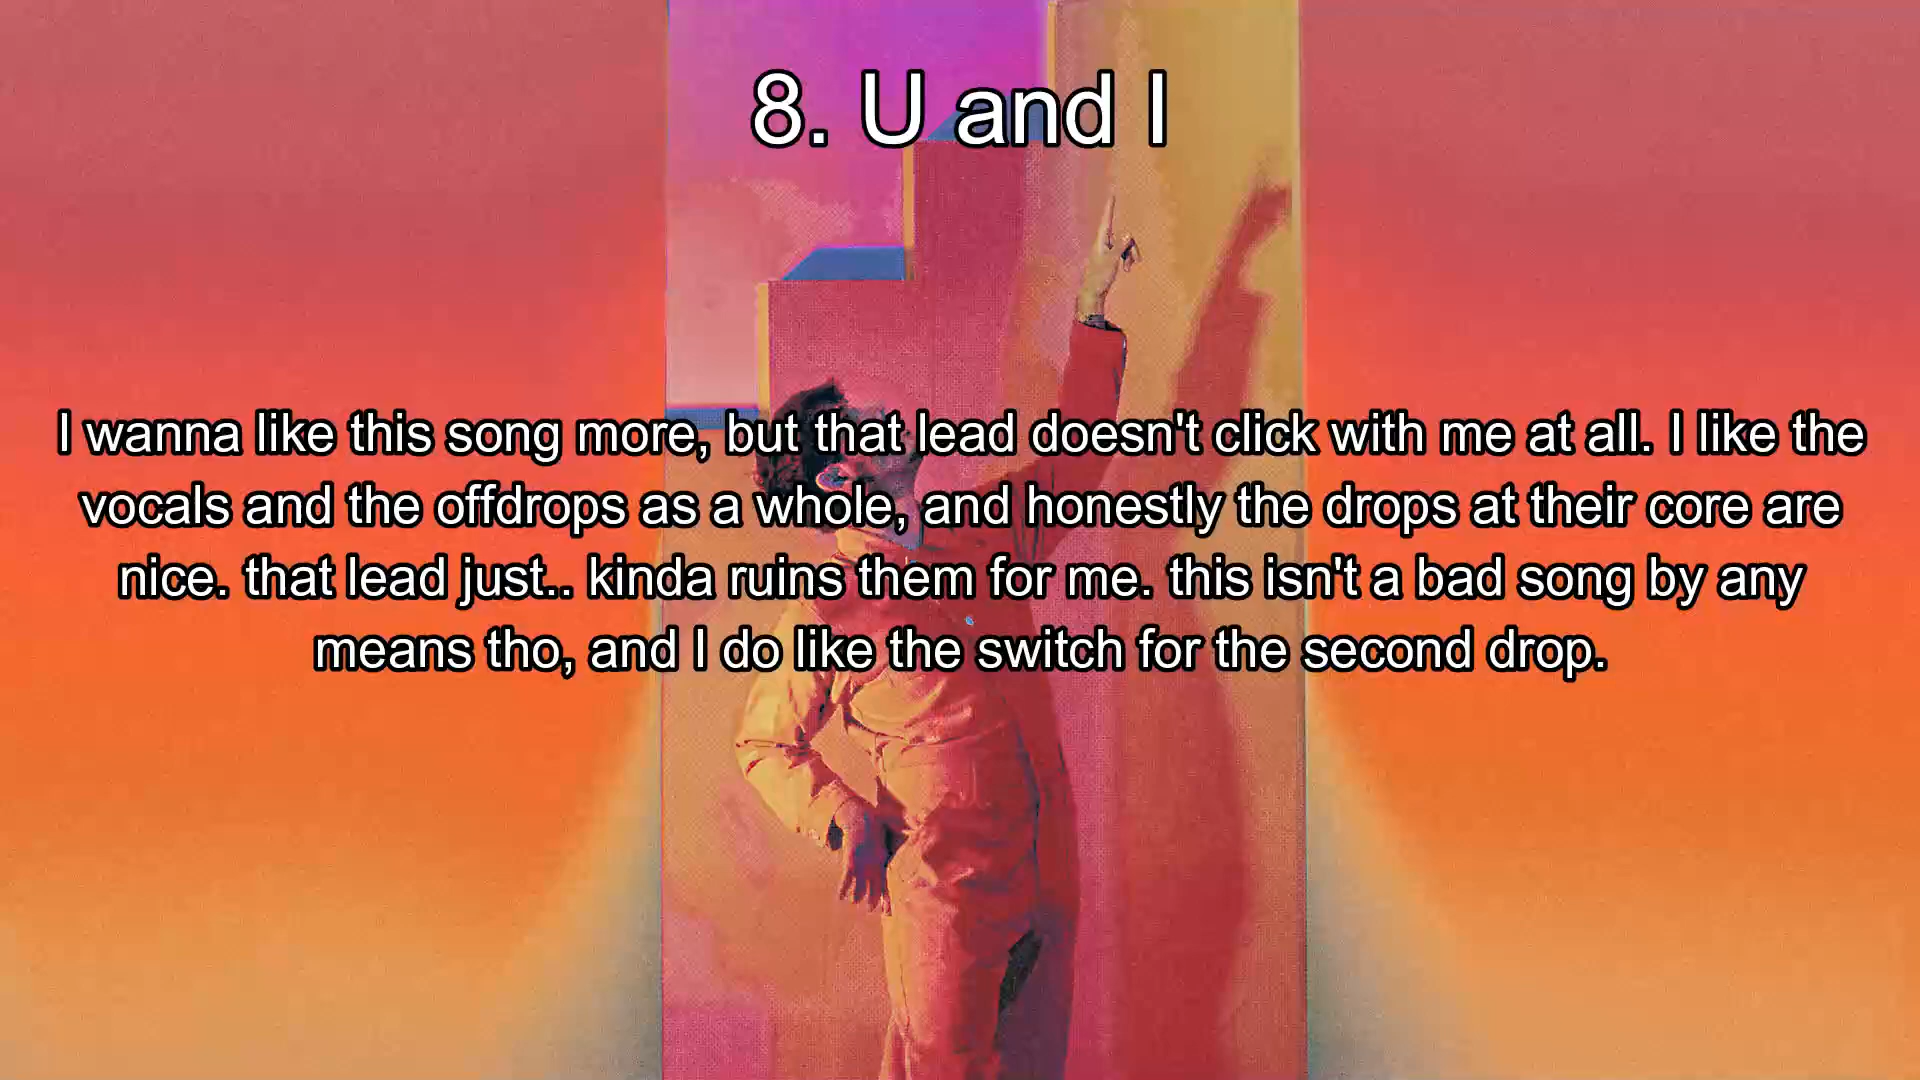 8. U and I
I wanna like this song more, but that lead doesn't click with me at all. I like the
vocals and the offdrops as a whole, and honestly the drops at their core are
nice. that lead just.. kinda ruins them for me. this isn't a bad song by any
means tho, and I do like the switch for the second drop.